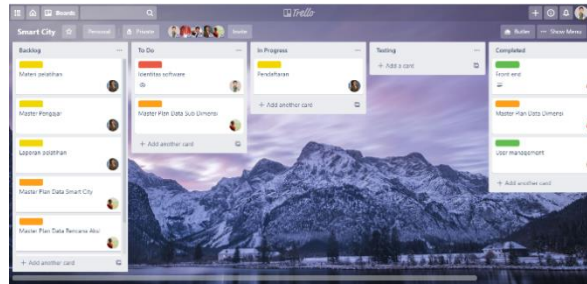 Boards
Trello
Smart City
Personal
Private
Invite
Butler
Show Menu
Backlog
Materi pelatihan
Master Pengajar
Laporan pelatihan
Master Plan Data Smart City
Master Plan Data Rencana Aksi
+ Add another card
To Do
Identitas software
Master Plan Data Sub Dimensi
+ Add another card
In Progress
Pendaftaran
+ Add another card
Testing
+ Add a card
Completed
Front end
Master Plan Data Dimensi
User management
+ Add another card